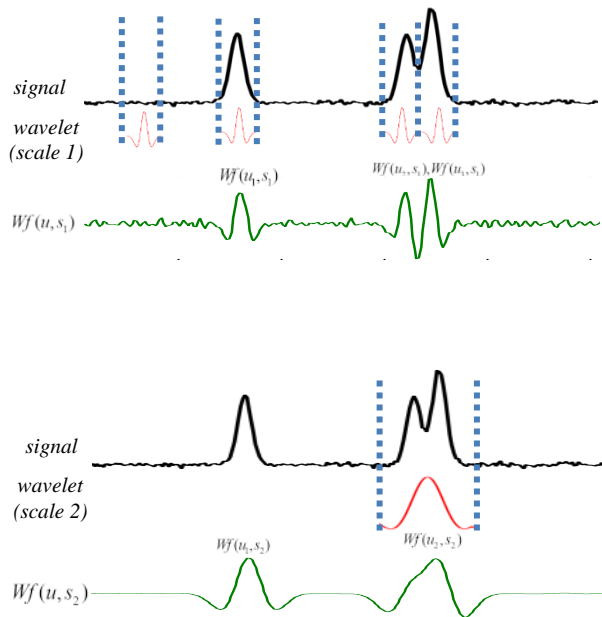 signal
wavelet
(scale 1)
Wf(u₁,s₁)
Wf(u₂,s₁),Wf(u₃,s₁)
Wf(u,s₁)
signal
wavelet
(scale 2)
Wf(u₁,s₂)
Wf(u₂,s₂)
Wf(u,s₂)